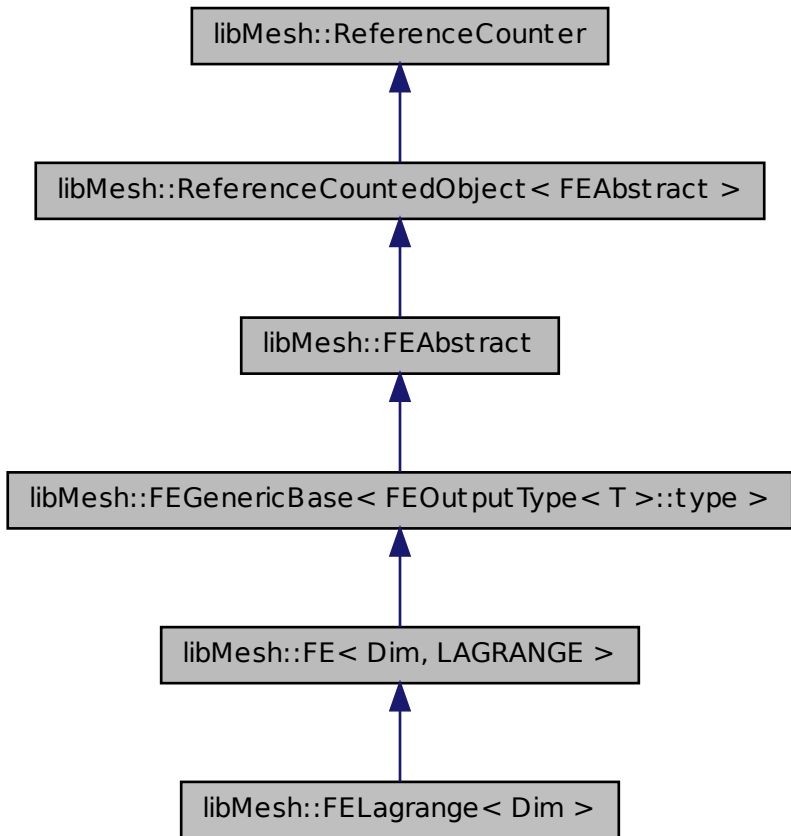 libMesh::ReferenceCounter
libMesh::ReferenceCountedObject< FEAbstract >
libMesh::FEAbstract
libMesh::FEGenericBase< FEOutputType< T >::type >
libMesh::FE< Dim, LAGRANGE >
libMesh::FELagrange< Dim >